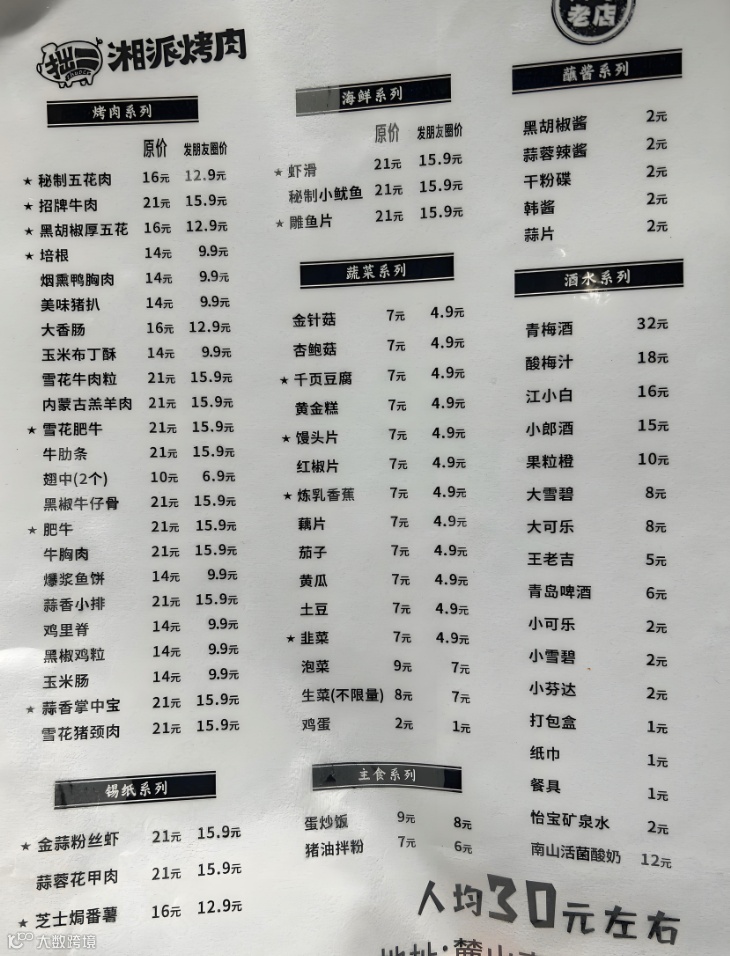 拙二
湘派烤肉
烤肉系列
原价 发朋友圈价
★ 秘制五花肉 16元 12.9元
★ 招牌牛肉 21元 15.9元
★ 黑胡椒厚五花 16元 12.9元
★ 培根 14元 9.9元
烟熏鸭胸肉 14元 9.9元
美味猪扒 14元 9.9元
大香肠 16元 12.9元
玉米布丁酥 14元 9.9元
雪花牛肉粒 21元 15.9元
内蒙古羔羊肉 21元 15.9元
★ 雪花肥牛 21元 15.9元
牛肋条 21元 15.9元
翅中(2个) 10元 6.9元
黑椒牛仔骨 21元 15.9元
★ 肥牛 21元 15.9元
牛胸肉 21元 15.9元
爆浆鱼饼 14元 9.9元
蒜香小排 21元 15.9元
鸡里脊 14元 9.9元
黑椒鸡粒 14元 9.9元
玉米肠 14元 9.9元
★ 蒜香掌中宝 21元 15.9元
雪花猪颈肉 21元 15.9元
锡纸系列
★ 金蒜粉丝虾 21元 15.9元
蒜蓉花甲肉 21元 15.9元
★ 芝士焗番薯 16元 12.9元
海鲜系列
原价 发朋友圈价
★ 虾滑 21元 15.9元
秘制小鱿鱼 21元 15.9元
★ 雕鱼片 21元 15.9元
蔬菜系列
金针菇 7元 4.9元
杏鲍菇 7元 4.9元
★ 千页豆腐 7元 4.9元
黄金糕 7元 4.9元
★ 馒头片 7元 4.9元
红椒片 7元 4.9元
★ 炼乳香蕉 7元 4.9元
藕片 7元 4.9元
茄子 7元 4.9元
黄瓜 7元 4.9元
土豆 7元 4.9元
★ 韭菜 7元 4.9元
泡菜 9元 7元
生菜(不限量) 8元 7元
鸡蛋 2元 1元
主食系列
蛋炒饭 9元 8元
猪油拌粉 7元 6元
老店
蘸酱系列
黑胡椒酱 2元
蒜蓉辣酱 2元
干粉碟 2元
韩酱 2元
蒜片 2元
酒水系列
青梅酒 32元
酸梅汁 18元
江小白 16元
小郎酒 15元
果粒橙 10元
大雪碧 8元
大可乐 8元
王老吉 5元
青岛啤酒 6元
小可乐 2元
小雪碧 2元
小芬达 2元
打包盒 1元
纸巾 1元
餐具 1元
怡宝矿泉水 2元
南山活菌酸奶 12元
人均30元左右
地址:麓山
大数跨境